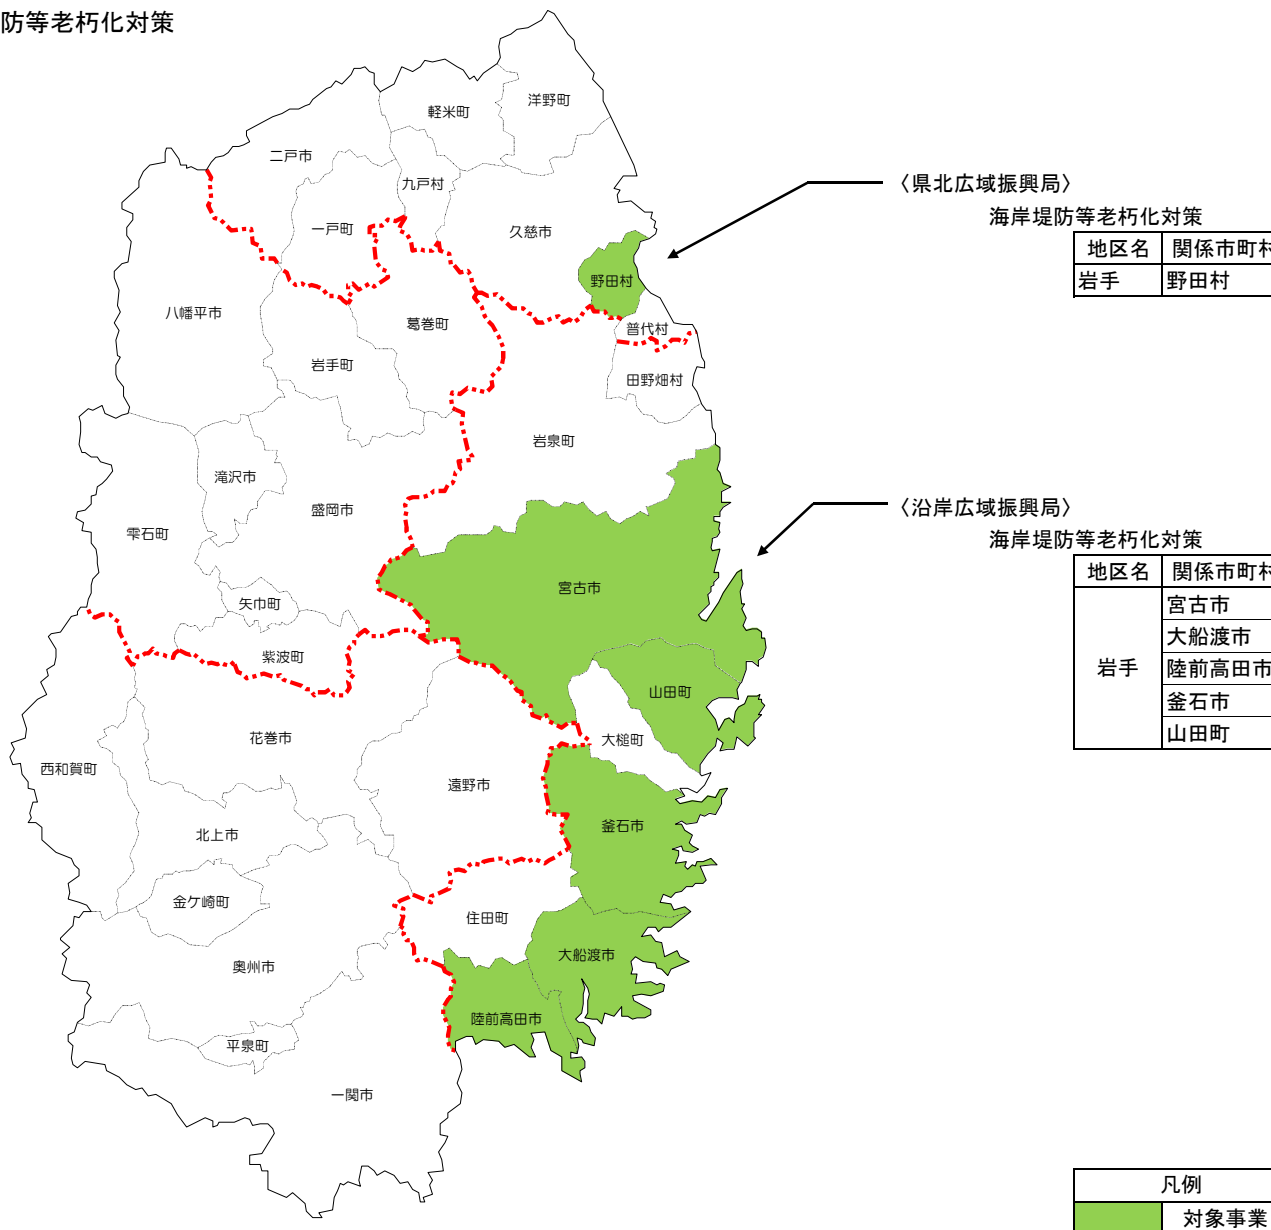 防等老朽化対策
洋野町
軽米町
二戸市
九戸村
一戸町
久慈市
野田村
八幡平市
葛巻町
普代村
岩手町
田野畑村
岩泉町
滝沢市
盛岡市
雫石町
宮古市
矢巾町
紫波町
山田町
花巻市
大槌町
西和賀町
遠野市
釜石市
北上市
金ケ崎町
住田町
大船渡市
奥州市
陸前高田市
平泉町
一関市
〈県北広域振興局〉
海岸堤防等老朽化対策
地区名 関係市町村
岩手 野田村
〈沿岸広域振興局〉
海岸堤防等老朽化対策
地区名 関係市町村
岩手
宮古市
大船渡市
陸前高田市
釜石市
山田町
凡例
対象事業